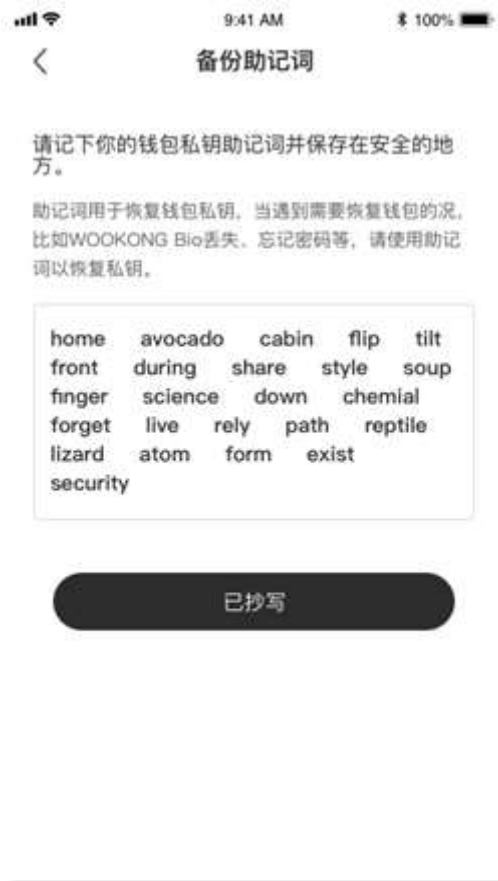 9:41 AM
100%
备份助记词
请记下你的钱包私钥助记词并保存在安全的地
方。
助记词用于恢复钱包私钥，当遇到需要恢复钱包的况，
比如WOOKONG Bio丢失、忘记密码等，请使用助记
词以恢复私钥。
home avocado cabin flip tilt
front during share style soup
finger science down chemial
forget live rely path reptile
lizard atom form exist
security
已抄写